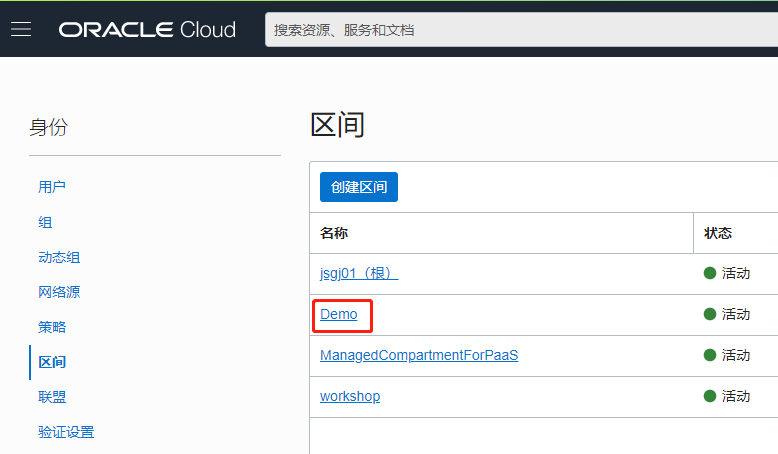 ORACLE Cloud
搜索资源、服务和文档
身份
用户
组
动态组
网络源
策略
区间
联盟
验证设置
区间
创建区间
名称 状态
jsgj01（根） 活动
Demo 活动
ManagedCompartmentForPaaS 活动
workshop 活动